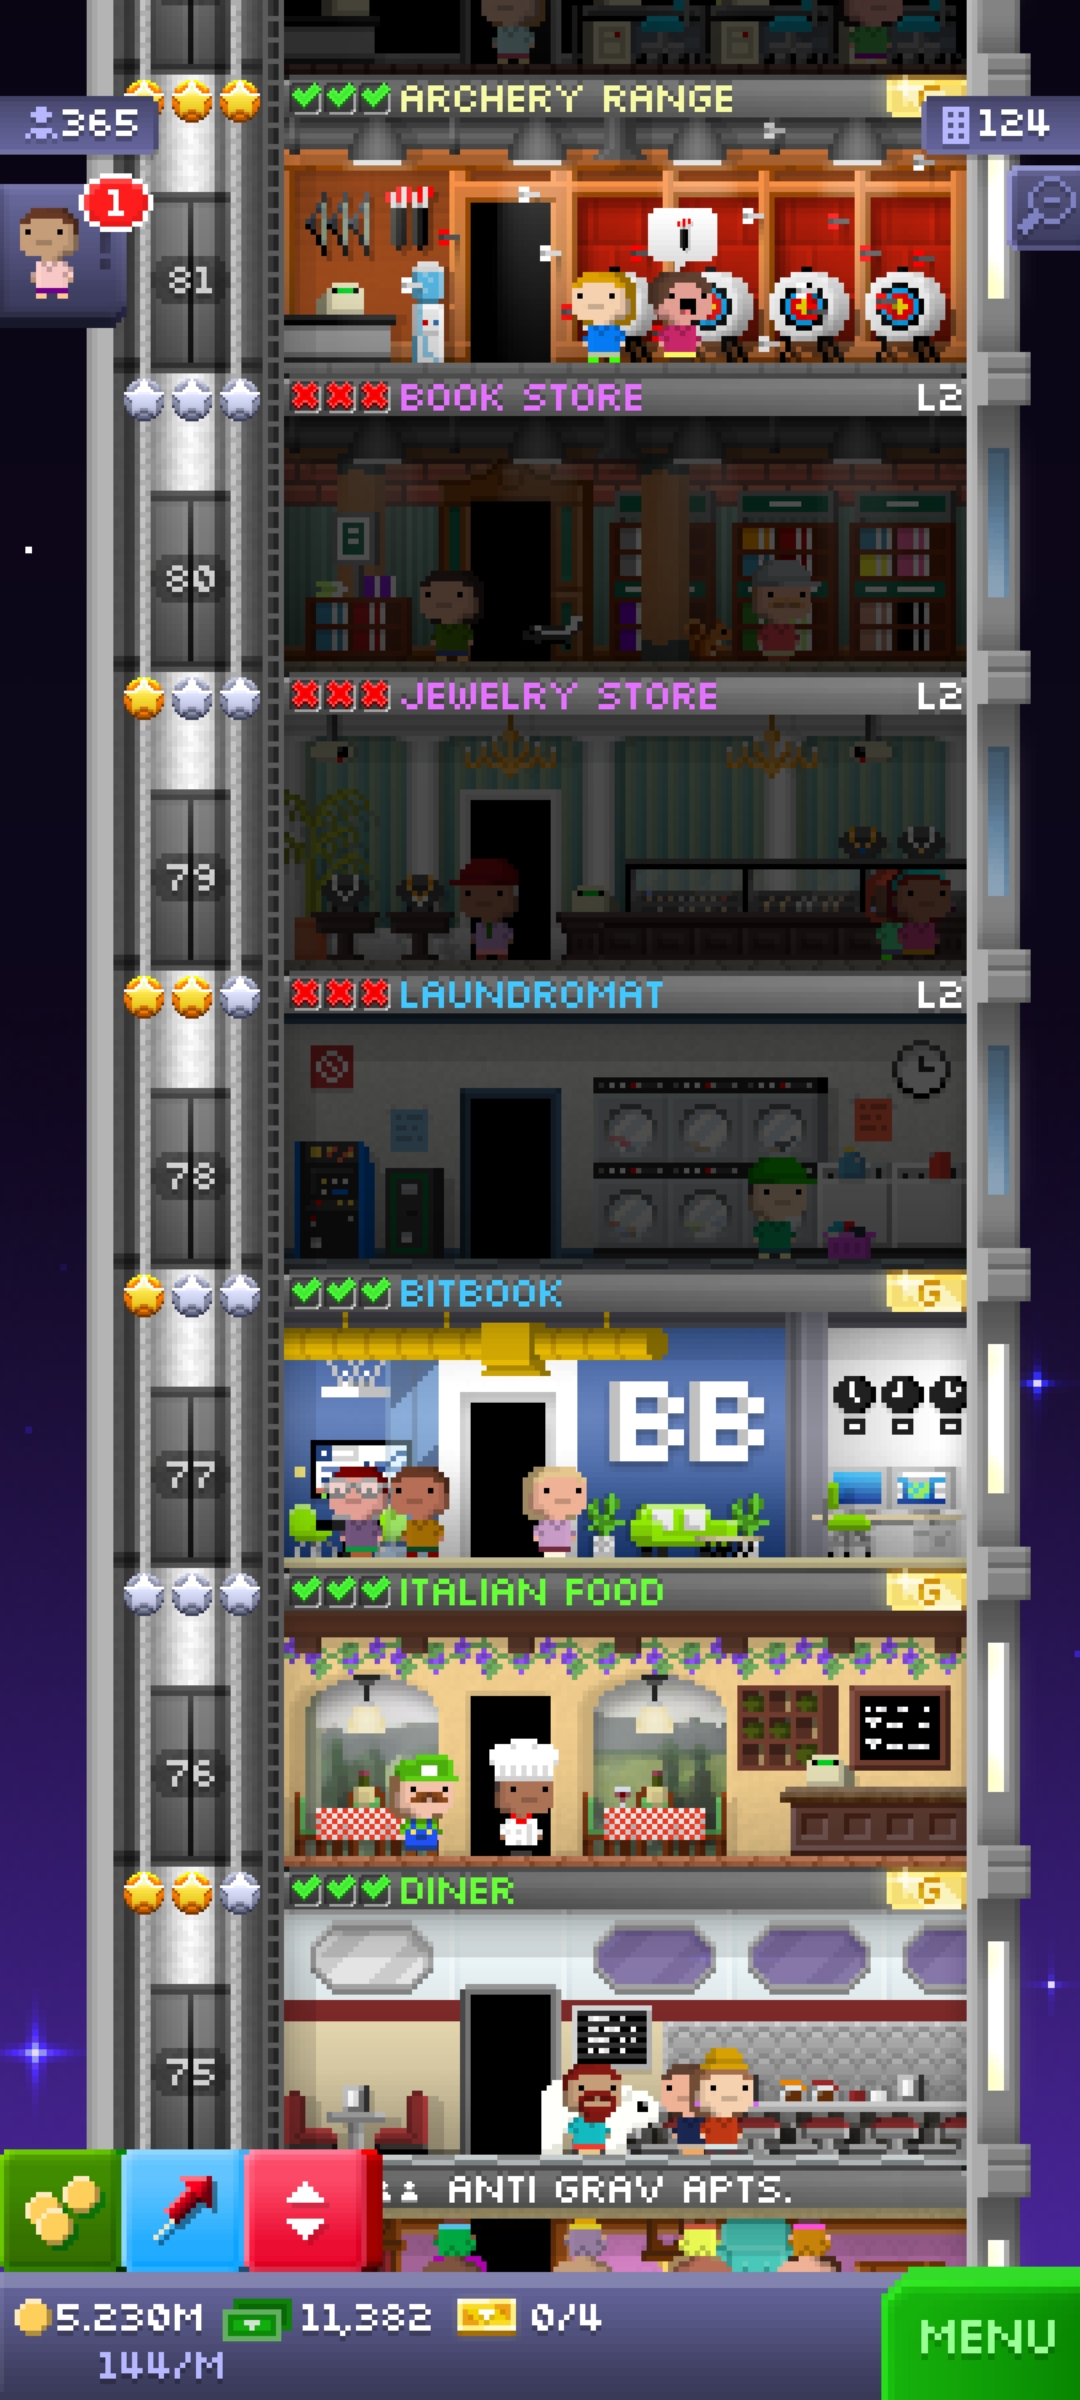 ARCHERY RANGE
365
124
1
81
BOOK STORE L2
80
JEWELRY STORE L2
79
LAUNDROMAT L2
78
BITBOOK G
BB
77
ITALIAN FOOD G
76
DINER G
75
ANTI GRAV APTS.
5.230M 11,382 0/4
144/M
MENU